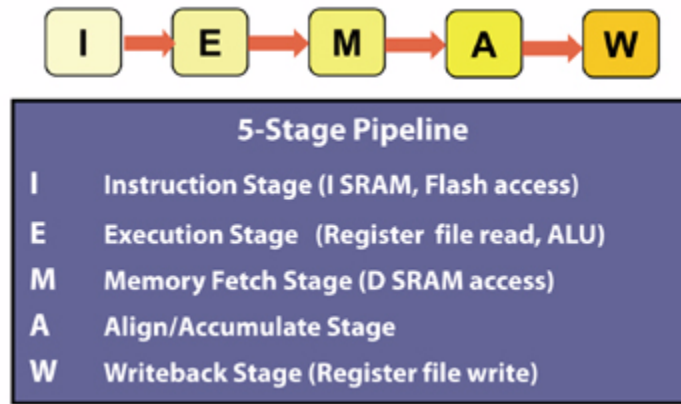 I E M A W
5-Stage Pipeline
I Instruction Stage (I SRAM, Flash access)
E Execution Stage (Register file read, ALU)
M Memory Fetch Stage (D SRAM access)
A Align/Accumulate Stage
W Writeback Stage (Register file write)